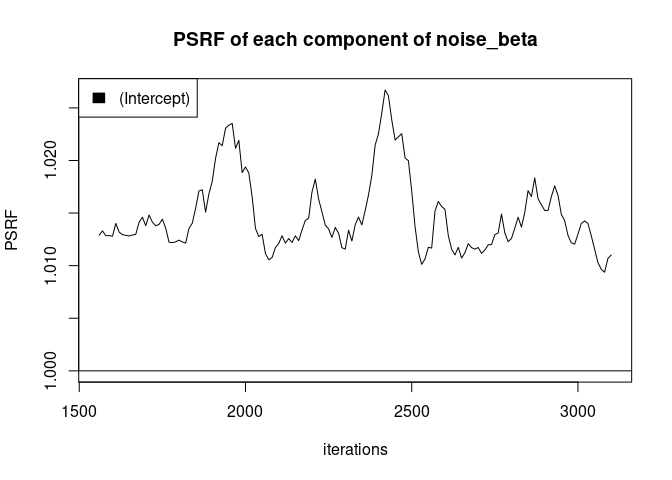 PSRF of each component of noise_beta
(Intercept)
PSRF
1.020
1.010
1.000
1500 2000 2500 3000
iterations